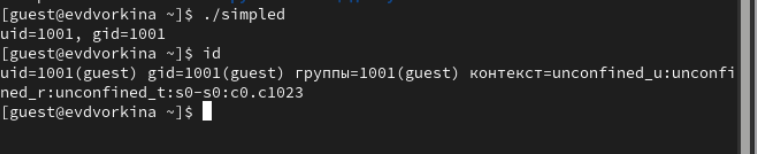 [guest@evdvorkina ~]$ ./simpled
uid=1001, gid=1001
[guest@evdvorkina ~]$ id
uid=1001(guest) gid=1001(guest) группы=1001(guest) контекст=unconfined_u:unconfi
ned_r:unconfined_t:s0-s0:c0.c1023
[guest@evdvorkina ~]$